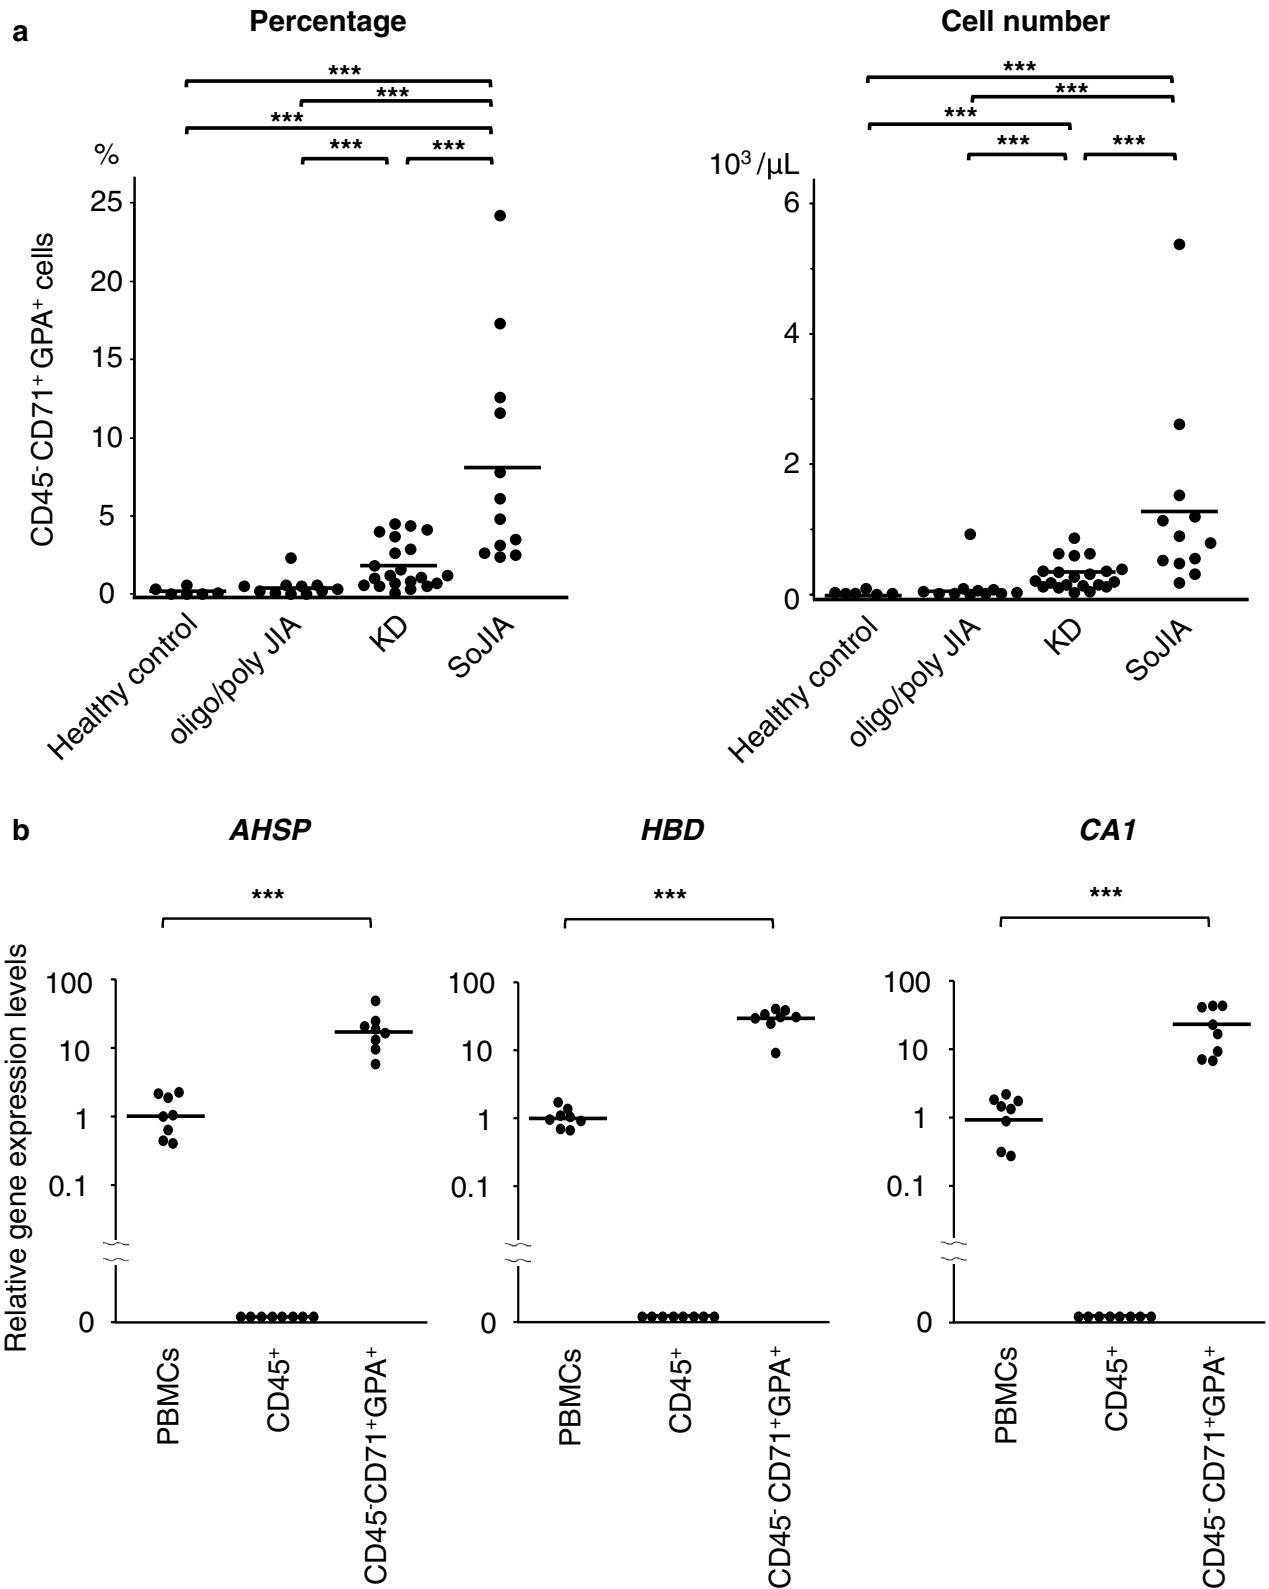 a
Percentage
Cell number
***
***
***
***
***
***
***
***
***
***
%
10³ /μL
CD45⁻ CD71⁺ GPA⁺ cells
25
20
15
10
5
0
6
4
2
0
Healthy control
oligo/poly JIA
KD
SoJIA
Healthy control
oligo/poly JIA
KD
SoJIA
b
AHSP
HBD
CA1
***
***
***
Relative gene expression levels
100
10
1
0.1
0
100
10
1
0.1
0
100
10
1
0.1
0
PBMCs
CD45⁺
CD45⁻CD71⁺GPA⁺
PBMCs
CD45⁺
CD45⁻ CD71⁺GPA⁺
PBMCs
CD45⁺
CD45⁻ CD71⁺GPA⁺